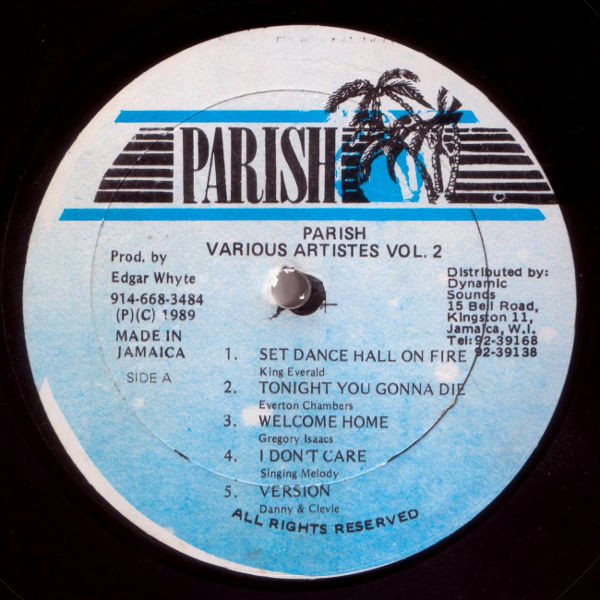 PARISH
C
PARISH
VARIOUS ARTISTES VOL. 2
Prod. by
Edgar Whyte
914-668-3484
(P)(C) 1989
MADE IN
JAMAICA
SIDE A
Distributed by:
Dynamic
Sounds
15 Bell Road,
Kingston 11,
Jamaica, W.I.
Tel:92-39168
92-39138
1. SET DANCE HALL ON FIRE
King Everald
2. TONIGHT YOU GONNA DIE
Everton Chambers
3. WELCOME HOME
Gregory Isaacs
4. I DON'T CARE
Singing Melody
5. VERSION
Danny & Clevie
ALL RIGHTS RESERVED